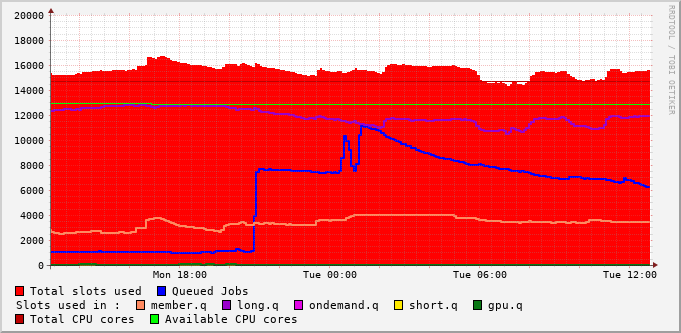 20000
18000
16000
14000
12000
10000
8000
6000
4000
2000
0
Mon 18:00 Tue 00:00 Tue 06:00 Tue 12:00
RRDTOOL / TOBI OETIKER
Total slots used Queued Jobs
Slots used in : member.q long.q ondemand.q short.q gpu.q
Total CPU cores Available CPU cores